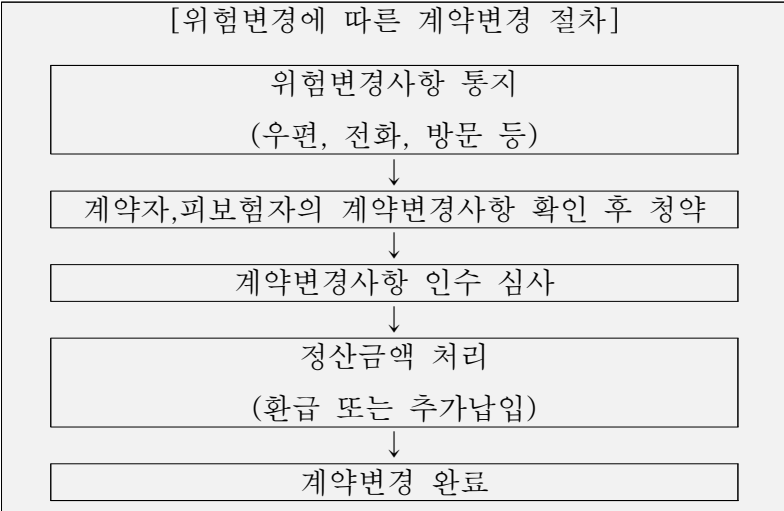 [위험변경에 따른 계약변경 절차]
위험변경사항 통지
(우편, 전화, 방문 등)
↓
계약자,피보험자의 계약변경사항 확인 후 청약
↓
계약변경사항 인수 심사
↓
정산금액 처리
(환급 또는 추가납입)
↓
계약변경 완료